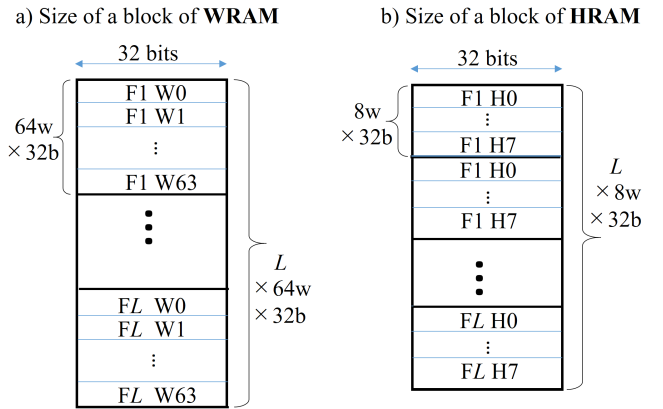 a) Size of a block of WRAM
32 bits
64w
× 32b
F1 W0
F1 W1
⋮
F1 W63
⋮
FL W0
FL W1
⋮
FL W63
L
× 64w
× 32b
b) Size of a block of HRAM
32 bits
8w
× 32b
F1 H0
⋮
F1 H7
F1 H0
⋮
F1 H7
⋮
FL H0
⋮
FL H7
L
× 8w
× 32b